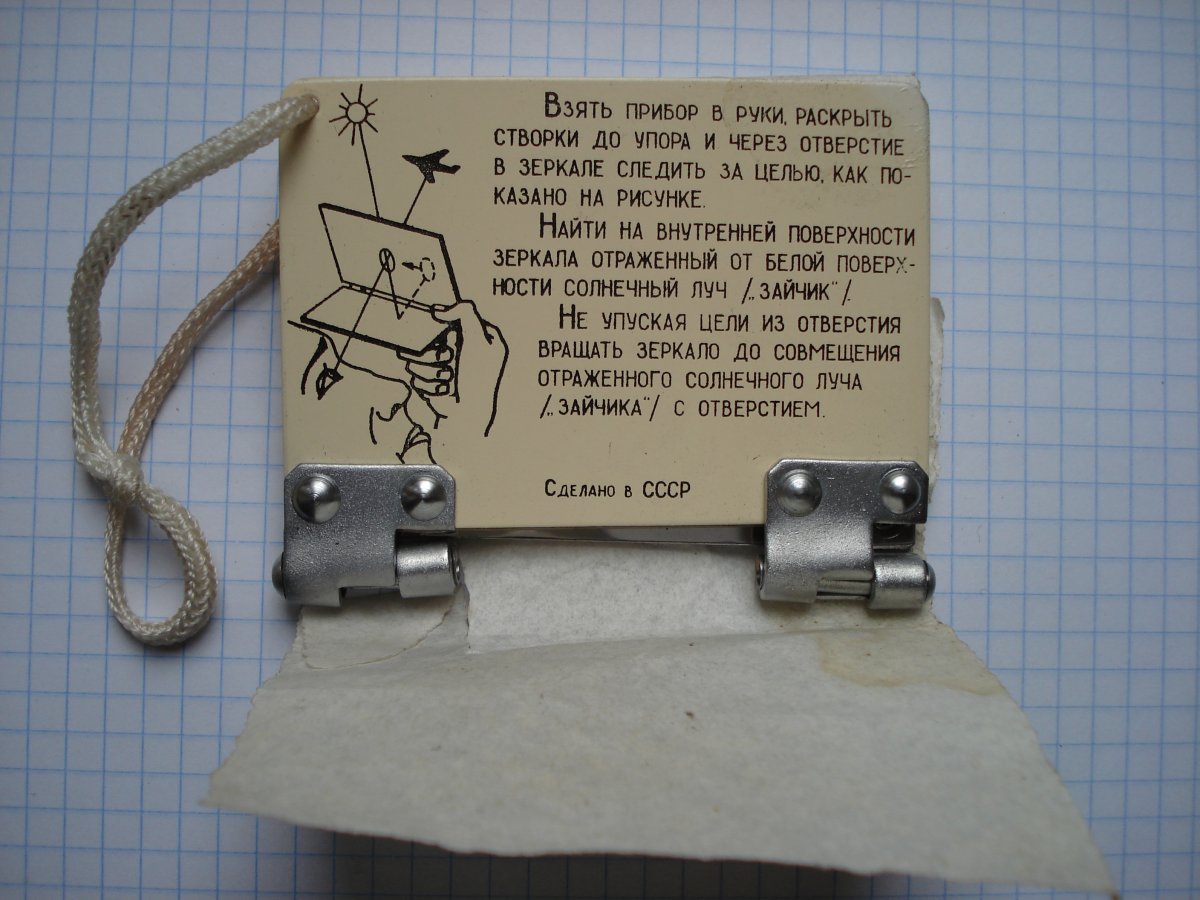 Взять прибор в руки, раскрыть
створки до упора и через отверстие
в зеркале следить за целью, как по-
казано на рисунке.
Найти на внутренней поверхности
зеркала отраженный от белой поверх-
ности солнечный луч /„зайчик"/.
Не упуская цели из отверстия
вращать зеркало до совмещения
отраженного солнечного луча
/„зайчика"/ с отверстием.
Сделано в СССР